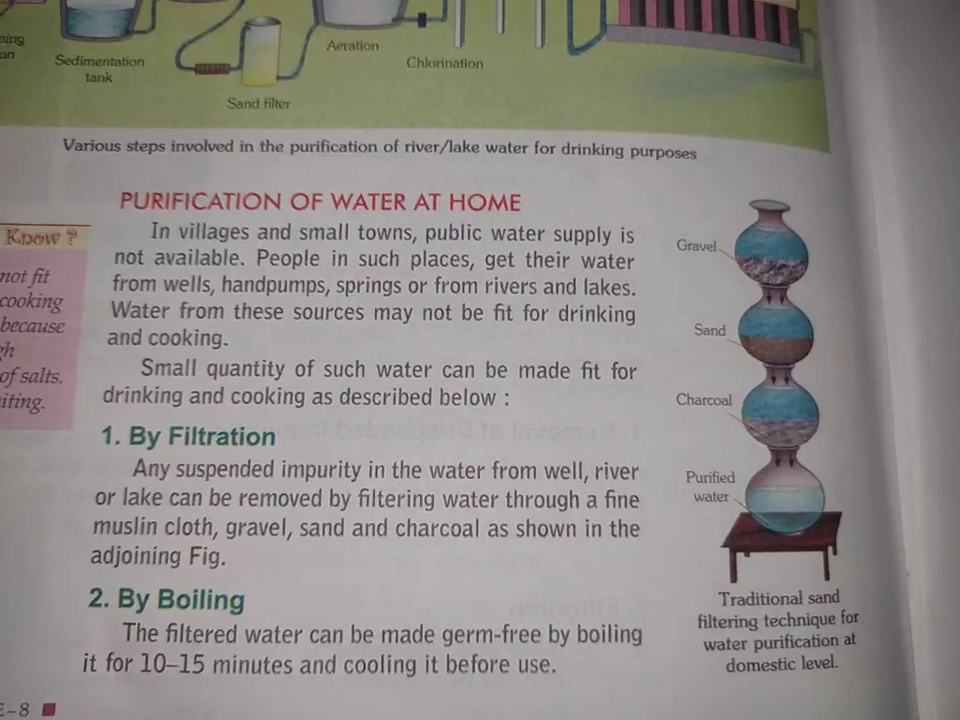 Sedimentation
tank
Sand filter
Aeration
Chlorination
Various steps involved in the purification of river/lake water for drinking purposes
Know ?
not fit
cooking
because
of salts.
PURIFICATION OF WATER AT HOME
In villages and small towns, public water supply is
not available. People in such places, get their water
from wells, handpumps, springs or from rivers and lakes.
Water from these sources may not be fit for drinking
and cooking.
Small quantity of such water can be made fit for
drinking and cooking as described below :
1. By Filtration
Any suspended impurity in the water from well, river
or lake can be removed by filtering water through a fine
muslin cloth, gravel, sand and charcoal as shown in the
adjoining Fig.
2. By Boiling
The filtered water can be made germ-free by boiling
it for 10–15 minutes and cooling it before use.
Gravel
Sand
Charcoal
Purified
water
Traditional sand
filtering technique for
water purification at
domestic level.
E–8